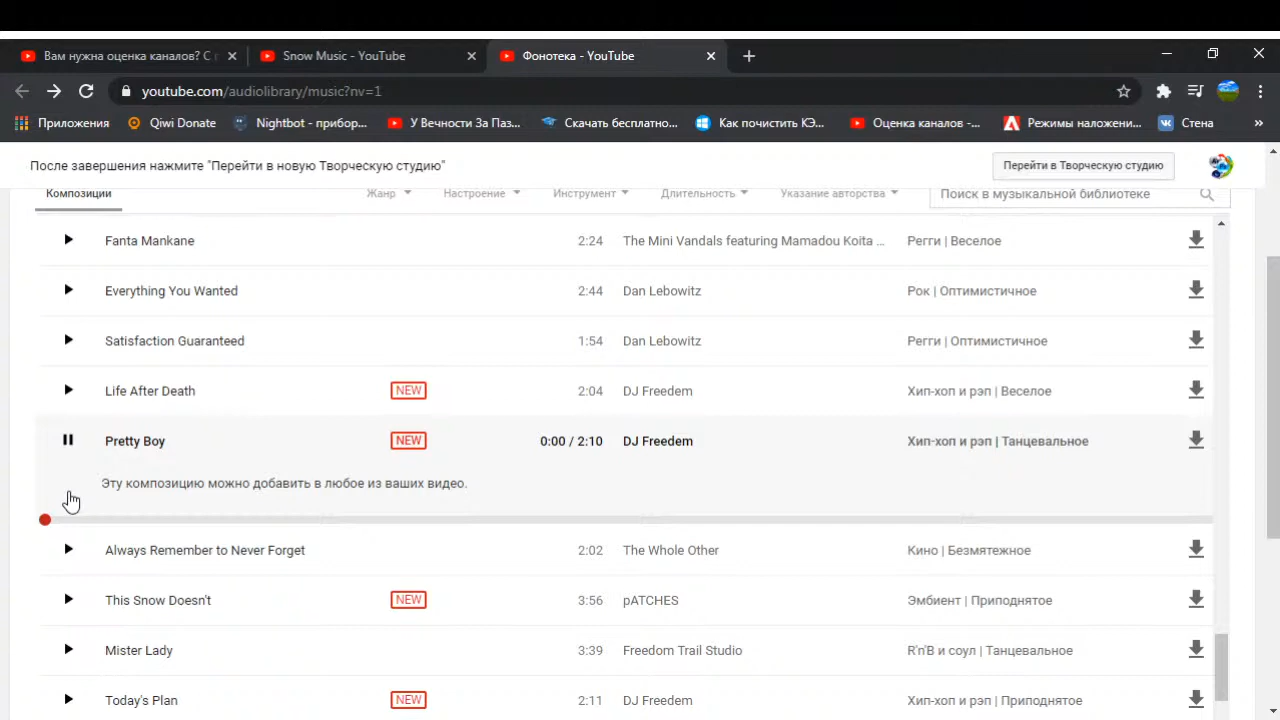 Вам нужна оценка каналов? С
Snow Music - YouTube
Фонотека - YouTube
youtube.com/audiolibrary/music?nv=1
Приложения
Qiwi Donate
Nightbot - прибор...
У Вечности За Паз...
Скачать бесплатно...
Как почистить КЭ...
Оценка каналов -...
Режимы наложени...
Стена
»
После завершения нажмите "Перейти в новую Творческую студию"
Перейти в Творческую студию
Композиции
Жанр
Настроение
Инструмент
Длительность
Указание авторства
Поиск в музыкальной библиотеке
Fanta Mankane 2:24 The Mini Vandals featuring Mamadou Koita ... Регги | Веселое
Everything You Wanted 2:44 Dan Lebowitz Рок | Оптимистичное
Satisfaction Guaranteed 1:54 Dan Lebowitz Регги | Оптимистичное
Life After Death NEW 2:04 DJ Freedem Хип-хоп и рэп | Веселое
Pretty Boy NEW 0:00 / 2:10 DJ Freedem Хип-хоп и рэп | Танцевальное
Эту композицию можно добавить в любое из ваших видео.
Always Remember to Never Forget 2:02 The Whole Other Кино | Безмятежное
This Snow Doesn't NEW 3:56 pATCHES Эмбиент | Приподнятое
Mister Lady 3:39 Freedom Trail Studio R'n'B и соул | Танцевальное
Today's Plan NEW 2:11 DJ Freedem Хип-хоп и рэп | Приподнятое